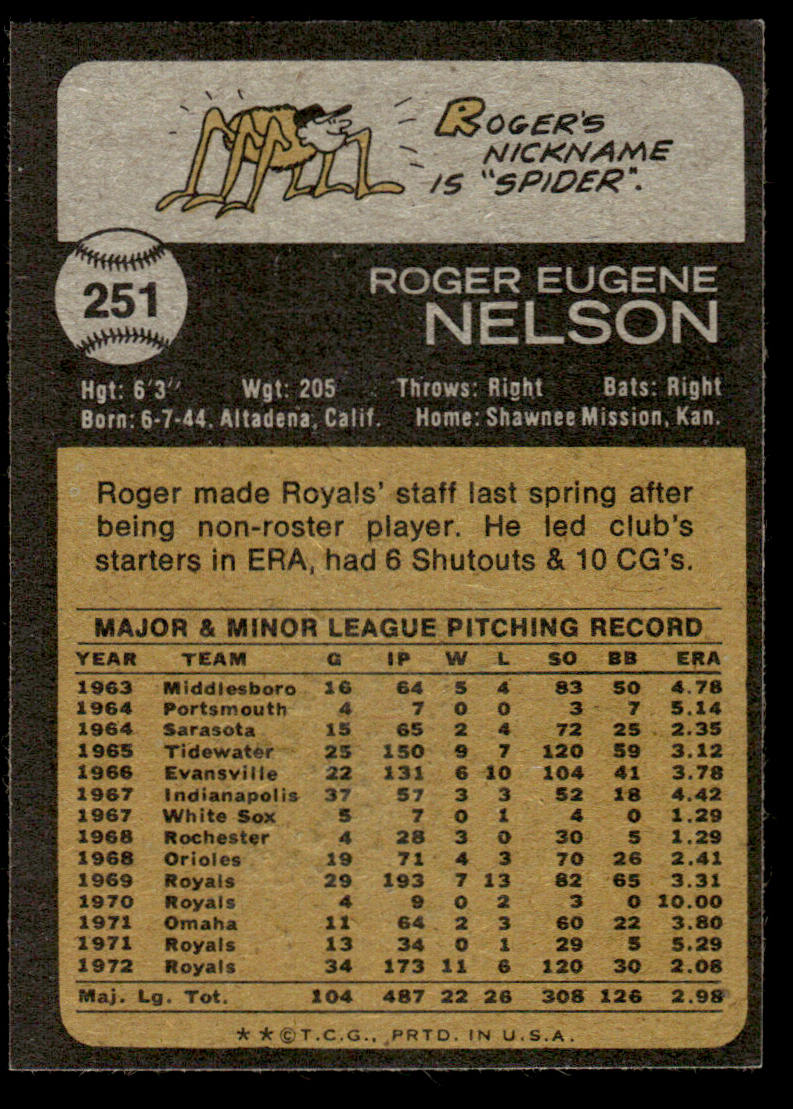 ROGER'S
NICKNAME
IS "SPIDER".
251
ROGER EUGENE
NELSON
Hgt: 6'3" Wgt: 205 Throws: Right Bats: Right
Born: 6-7-44, Altadena, Calif. Home: Shawnee Mission, Kan.
Roger made Royals' staff last spring after
being non-roster player. He led club's
starters in ERA, had 6 Shutouts & 10 CG's.
MAJOR & MINOR LEAGUE PITCHING RECORD
YEAR TEAM G IP W L SO BB ERA
1963 Middlesboro 16 64 5 4 83 50 4.78
1964 Portsmouth 4 7 0 0 3 7 5.14
1964 Sarasota 15 65 2 4 72 25 2.35
1965 Tidewater 25 150 9 7 120 59 3.12
1966 Evansville 22 131 6 10 104 41 3.78
1967 Indianapolis 37 57 3 3 52 18 4.42
1967 White Sox 5 7 0 1 4 0 1.29
1968 Rochester 4 28 3 0 30 5 1.29
1968 Orioles 19 71 4 3 70 26 2.41
1969 Royals 29 193 7 13 82 65 3.31
1970 Royals 4 9 0 2 3 0 10.00
1971 Omaha 11 64 2 3 60 22 3.80
1971 Royals 13 34 0 1 29 5 5.29
1972 Royals 34 173 11 6 120 30 2.08
Maj. Lg. Tot. 104 487 22 26 308 126 2.98
**©T.C.G., PRTD. IN U.S.A.